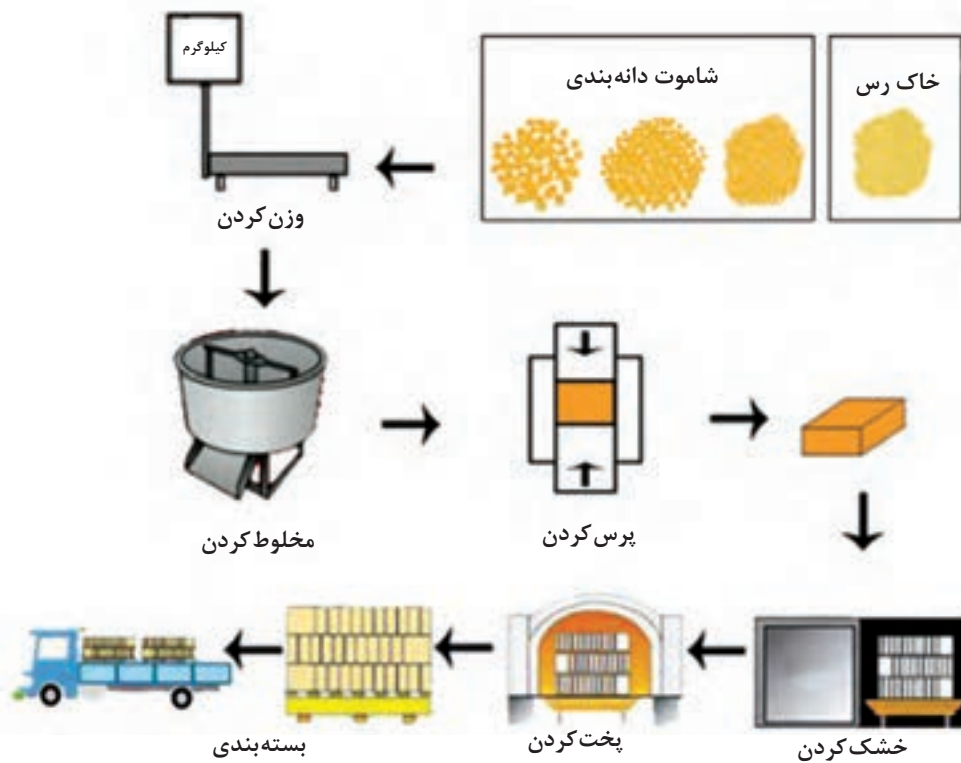 خاک رس
شاموت دانه‌بندی
کیلوگرم
وزن کردن
مخلوط کردن
پرس کردن
خشک کردن
پخت کردن
بسته‌بندی